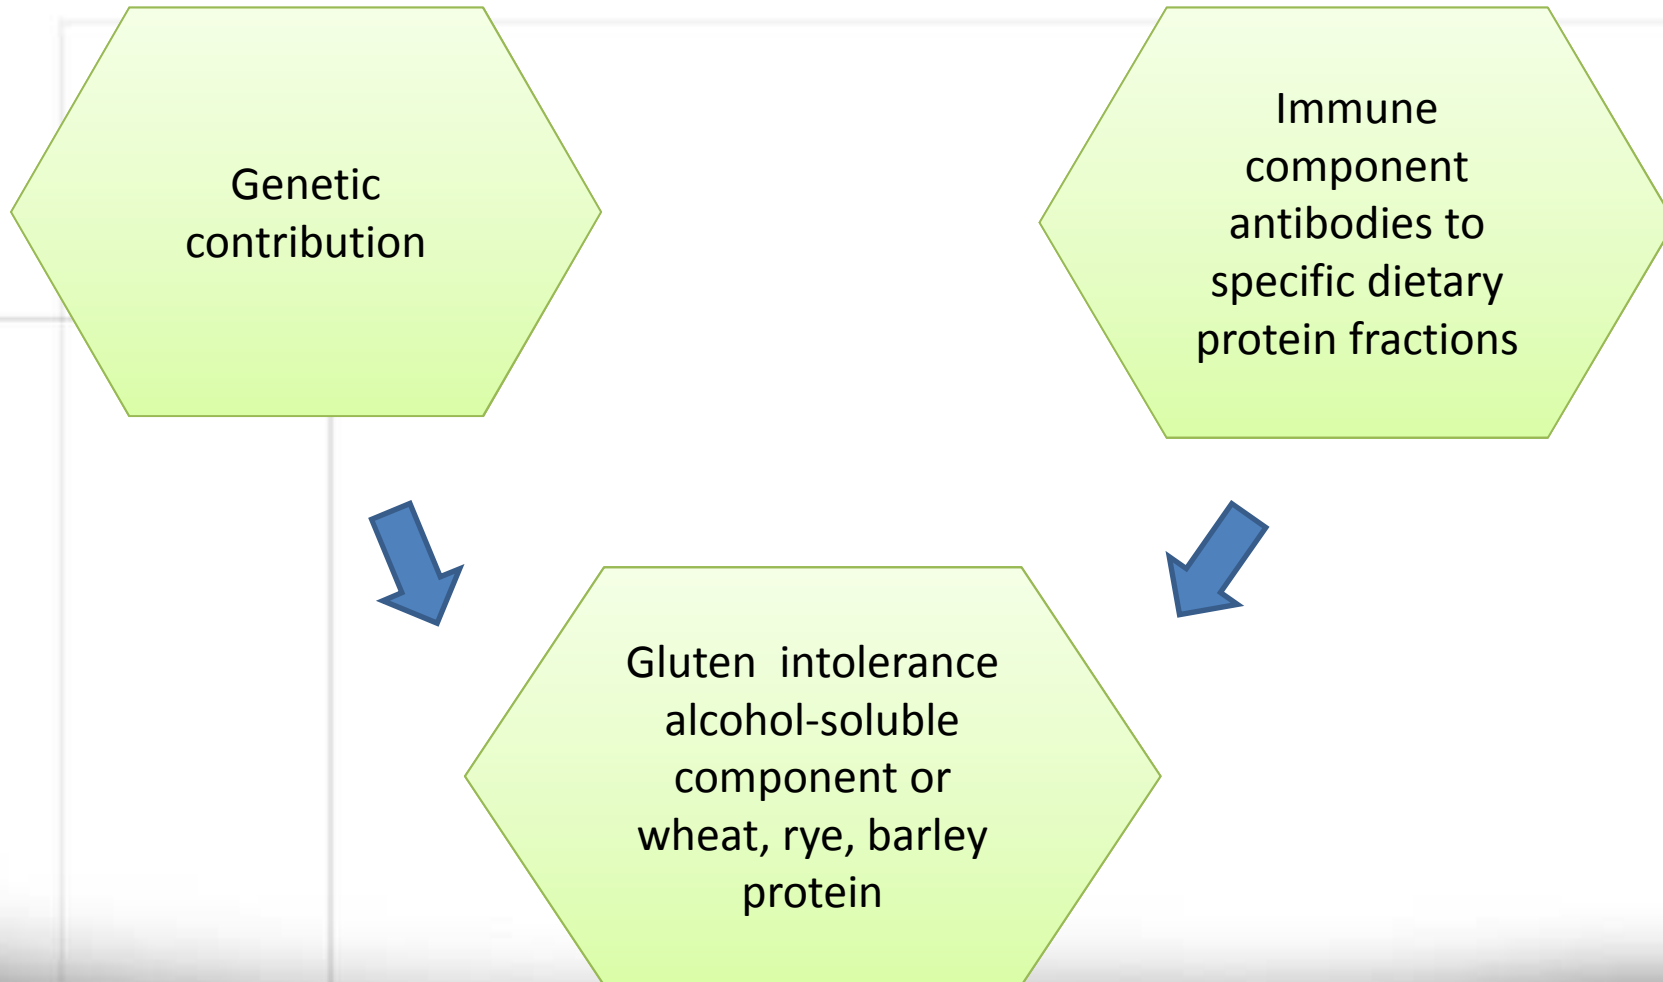 Genetic
contribution
Immune
component
antibodies to
specific dietary
protein fractions
Gluten  intolerance
alcohol-soluble
component or
wheat, rye, barley
protein